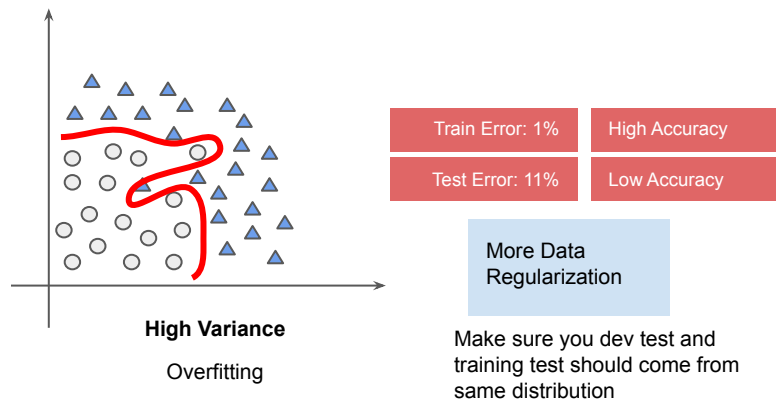 Train Error: 1%
High Accuracy
Test Error: 11%
Low Accuracy
More Data
Regularization
High Variance
Overfitting
Make sure you dev test and
training test should come from
same distribution